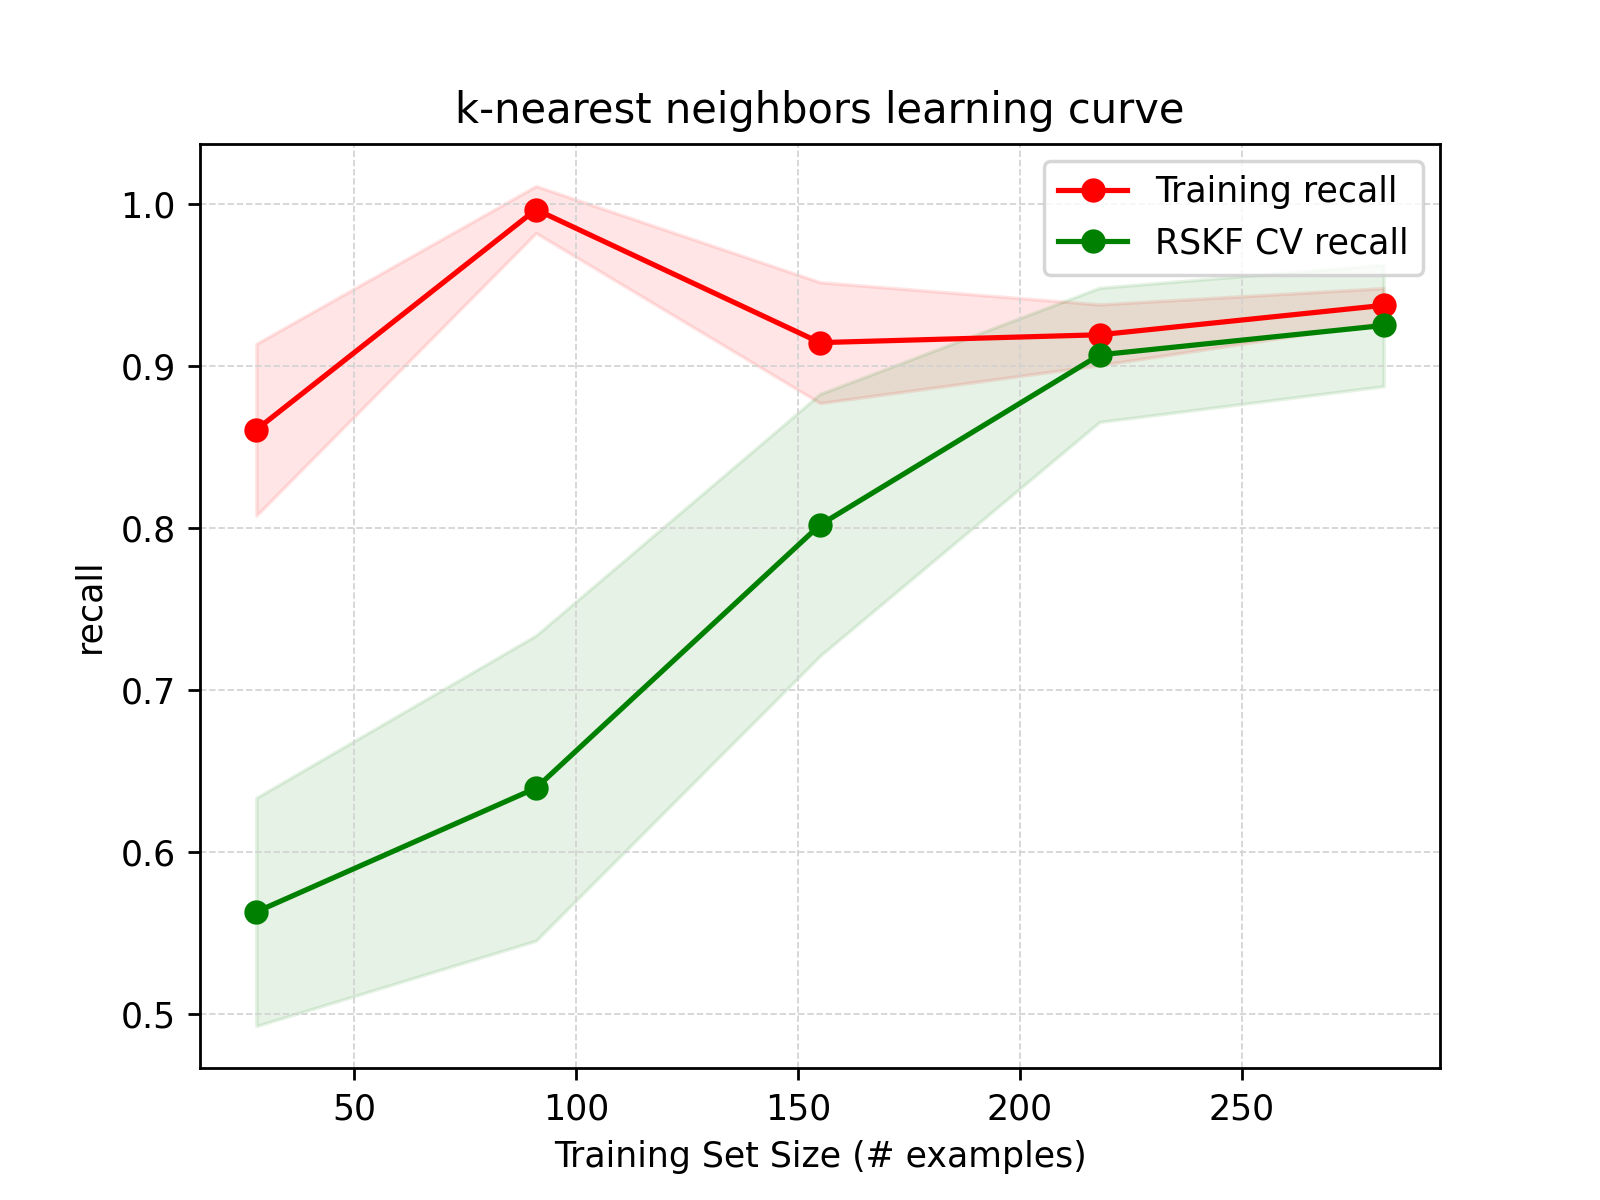 k-nearest neighbors learning curve
Training recall
RSKF CV recall
1.0
0.9
0.8
0.7
0.6
0.5
recall
50 100 150 200 250
Training Set Size (# examples)